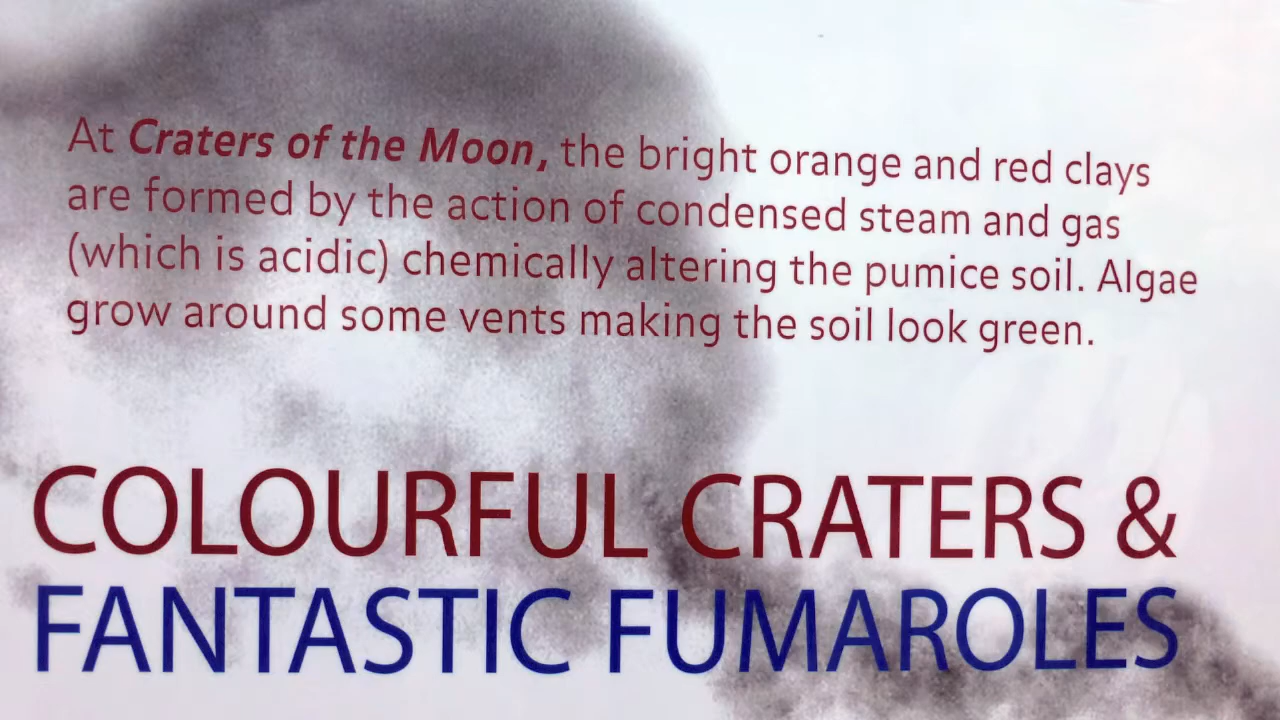 At Craters of the Moon, the bright orange and red clays
are formed by the action of condensed steam and gas
(which is acidic) chemically altering the pumice soil. Algae
grow around some vents making the soil look green.
COLOURFUL CRATERS &
FANTASTIC FUMAROLES